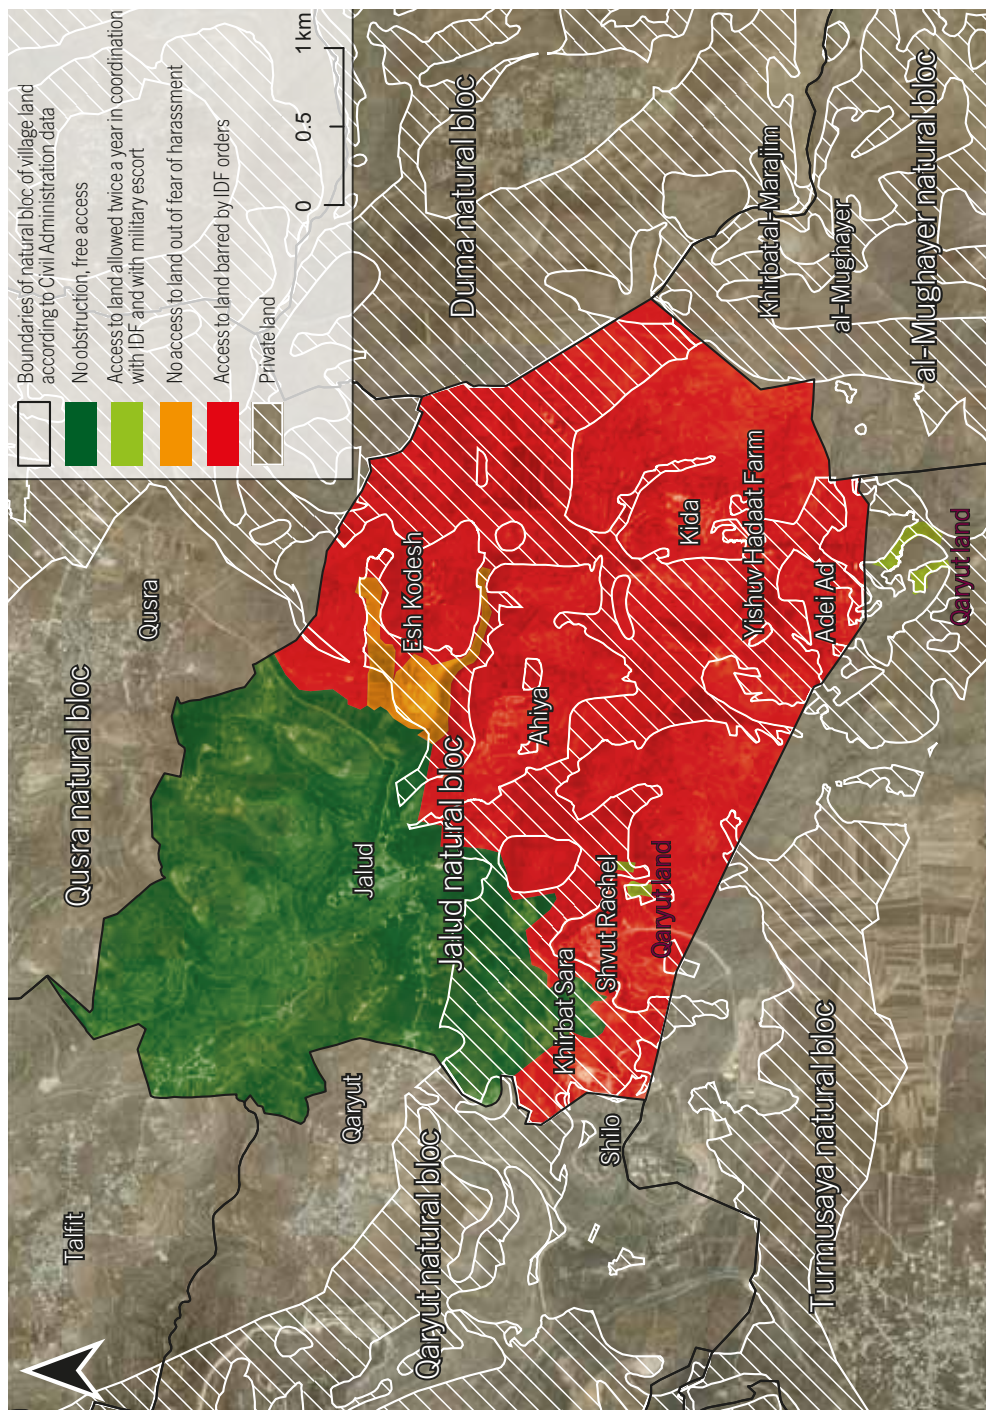 Boundaries of natural bloc of village land
according to Civil Administration data
No obstruction, free access
Access to land allowed twice a year in coordination
with IDF and with military escort
No access to land out of fear of harassment
Access to land barred by IDF orders
Private land
0 0.5 1km
Talfit
Qusra natural bloc
Qusra
Qaryut
Jalud
Qaryut natural bloc
Jalud natural bloc
Esh Kodesh
Duma natural bloc
Ahiya
Khirbat Sara
Shvut Rachel
Shilo
Qaryut land
Kida
Yishuv Hadaat Farm
Khirbat al-Marajim
Adei Ad
al-Mughayer
Turmusaya natural bloc
al-Mughayer natural bloc
Qaryut land